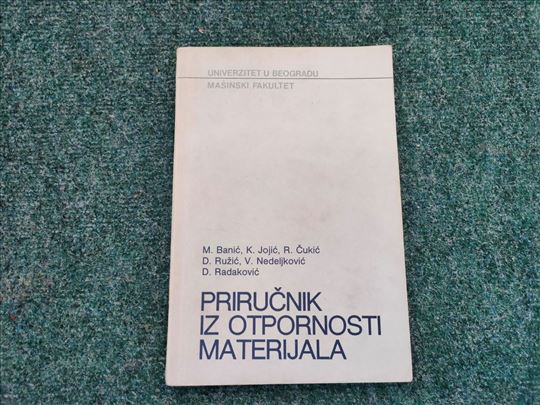 UNIVERZITET U BEOGRADU
MAŠINSKI FAKULTET
M. Banić, K. Jojić, R. Čukić
D. Ružić, V. Nedeljković
D. Radaković
PRIRUČNIK
IZ OTPORNOSTI
MATERIJALA